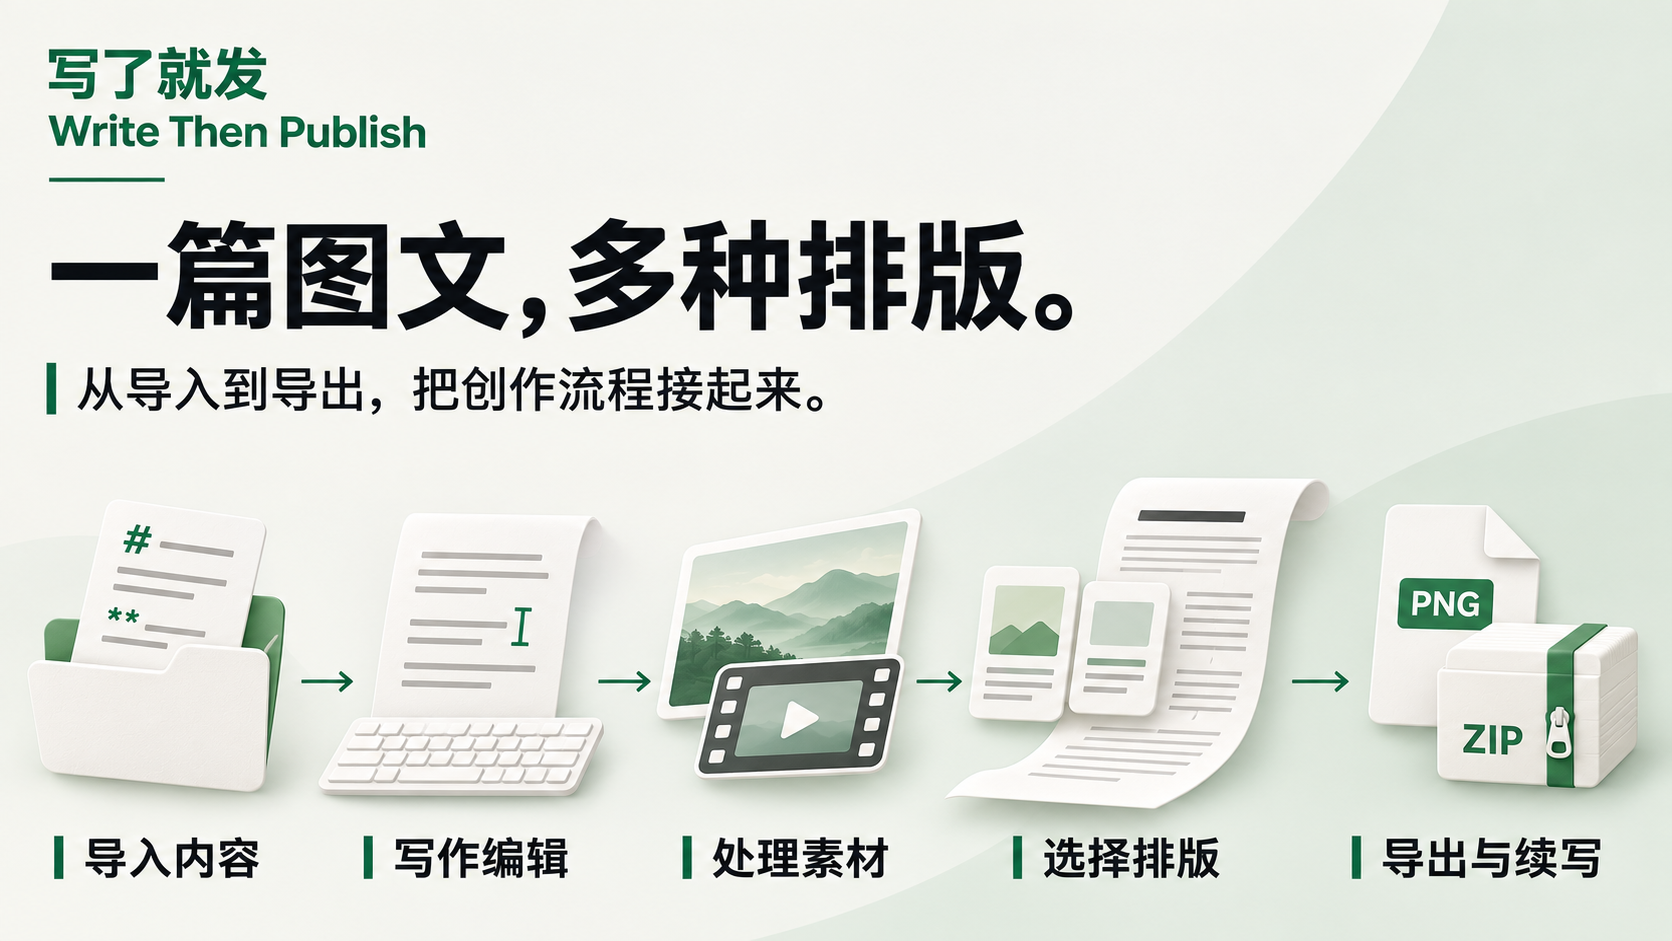 写了就发
Write Then Publish
一篇图文，多种排版。
从导入到导出，把创作流程接起来。
#
**
PNG
ZIP
导入内容
写作编辑
处理素材
选择排版
导出与续写